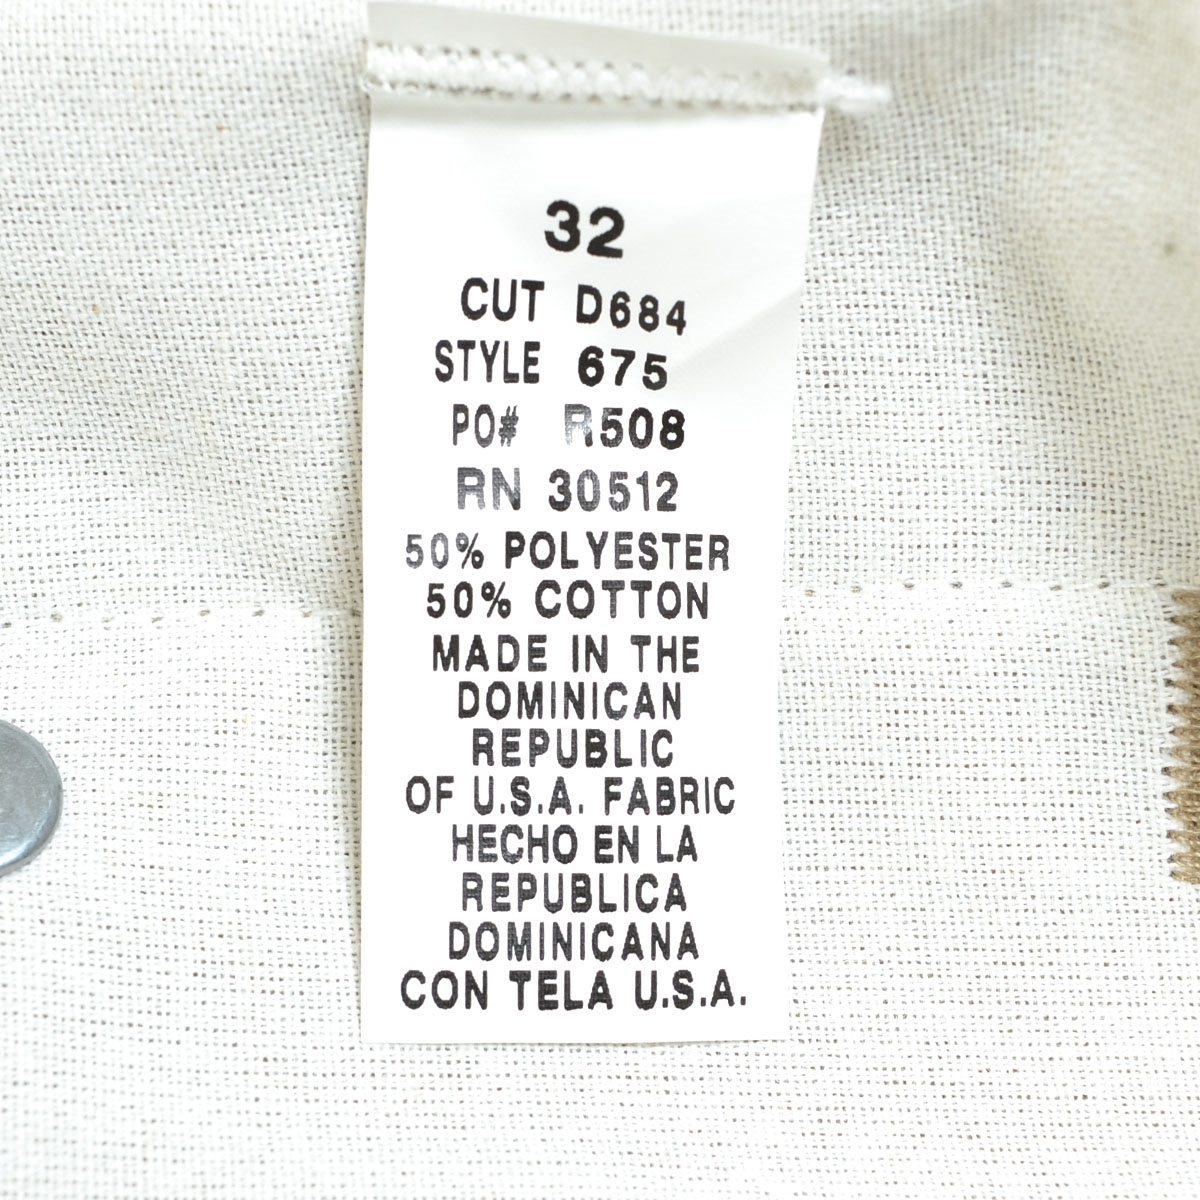 32
CUT D684
STYLE 675
PO# R508
RN 30512
50% POLYESTER
50% COTTON
MADE IN THE
DOMINICAN
REPUBLIC
OF U.S.A. FABRIC
HECHO EN LA
REPUBLICA
DOMINICANA
CON TELA U.S.A.